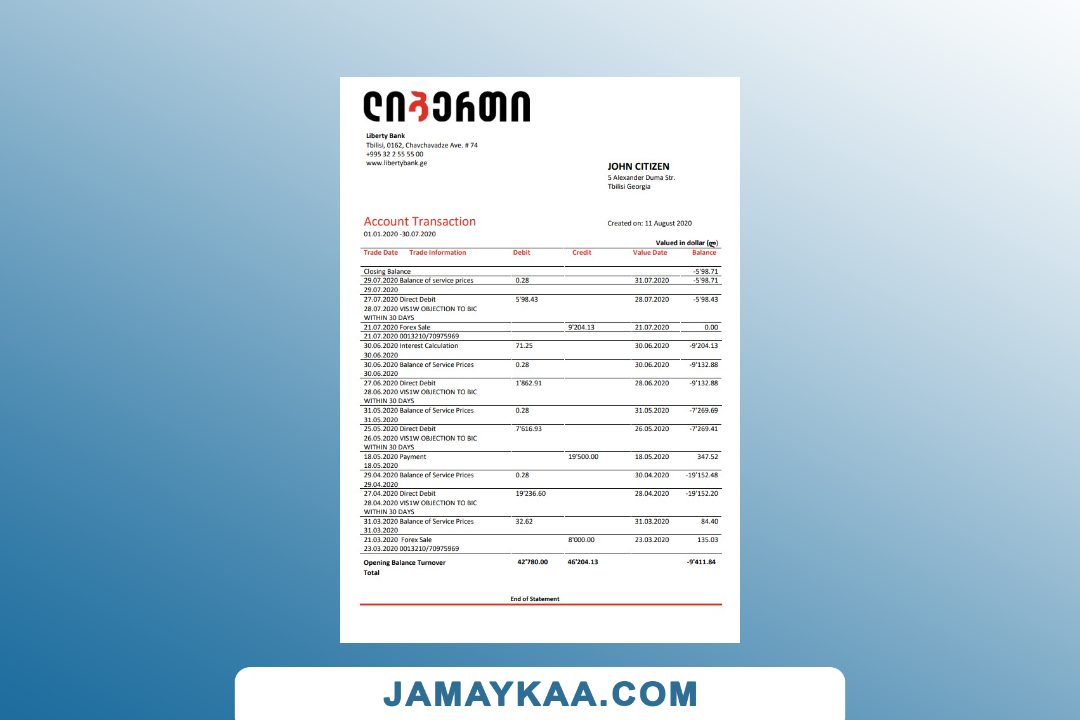 ლიბერთი
Liberty Bank
Tbilisi, 0162, Chavchavadze Ave. # 74
+995 32 2 55 55 00
www.libertybank.ge
JOHN CITIZEN
5 Alexander Duma Str.
Tbilisi Georgia
Account Transaction
Created on: 11 August 2020
01.01.2020 -30.07.2020
Valued in dollar (ლ)
Trade Date Trade Information Debit Credit Value Date Balance
Closing Balance -5'98.71
29.07.2020 Balance of service prices 0.28 31.07.2020 -5'98.71
29.07.2020
27.07.2020 Direct Debit 5'98.43 28.07.2020 -5'98.43
28.07.2020 VIS1W OBJECTION TO BIC
WITHIN 30 DAYS
21.07.2020 Forex Sale 9'204.13 21.07.2020 0.00
21.07.2020 0013210/70975969
30.06.2020 Interest Calculation 71.25 30.06.2020 -9'204.13
30.06.2020
30.06.2020 Balance of Service Prices 0.28 30.06.2020 -9'132.88
30.06.2020
27.06.2020 Direct Debit 1'862.91 28.06.2020 -9'132.88
28.06.2020 VIS1W OBJECTION TO BIC
WITHIN 30 DAYS
31.05.2020 Balance of Service Prices 0.28 31.05.2020 -7'269.69
31.05.2020
25.05.2020 Direct Debit 7'616.93 26.05.2020 -7'269.41
26.05.2020 VIS1W OBJECTION TO BIC
WITHIN 30 DAYS
18.05.2020 Payment 19'500.00 18.05.2020 347.52
18.05.2020
29.04.2020 Balance of Service Prices 0.28 30.04.2020 -19'152.48
29.04.2020
27.04.2020 Direct Debit 19'236.60 28.04.2020 -19'152.20
28.04.2020 VIS1W OBJECTION TO BIC
WITHIN 30 DAYS
31.03.2020 Balance of Service Prices 32.62 31.03.2020 84.40
31.03.2020
21.03.2020 Forex Sale 8'000.00 23.03.2020 135.03
23.03.2020 0013210/70975969
Opening Balance Turnover 42'780.00 46'204.13 -9'411.84
Total
End of Statement
JAMAYKAA.COM